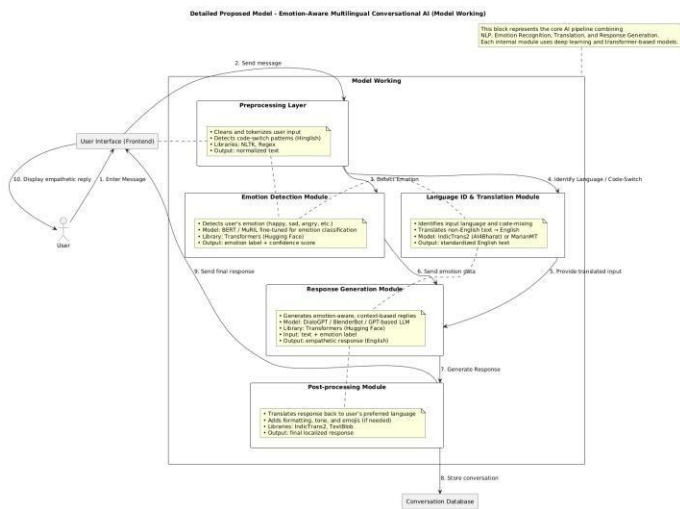 Detailed Proposed Model - Emotion-Aware Multilingual Conversational AI (Model Working)
This block represents the core AI pipeline combining
NLP, Emotion Recognition, Translation, and Response Generation.
Each internal module uses deep learning and transformer-based models.
2. Send message
Model Working
Preprocessing Layer
• Cleans and tokenizes user input
• Detects code-switch patterns (Hinglish)
• Libraries: NLTK, Regex
• Output: normalized text
User Interface (Frontend)
10. Display empathetic reply
1. Enter Message
3. Detect Emotion
4. Identify Language / Code-Switch
Emotion Detection Module
• Detects user's emotion (happy, sad, angry, etc.)
• Model: BERT / MuRIL fine-tuned for emotion classification
• Library: Transformers (Hugging Face)
• Output: emotion label + confidence score
Language ID & Translation Module
• Identifies input language and code-mixing
• Translates non-English text → English
• Model: IndicTrans2 (AI4Bharat) or MarianMT
• Output: standardized English text
User
9. Send final response
6. Send emotion data
5. Provide translated input
Response Generation Module
• Generates emotion-aware, context-based replies
• Model: DialoGPT / BlenderBot / GPT-based LLM
• Library: Transformers (Hugging Face)
• Input: text + emotion label
• Output: empathetic response (English)
7. Generate Response
Post-processing Module
• Translates response back to user's preferred language
• Adds formatting, tone, and emojis (if needed)
• Libraries: IndicTrans2, TextBlob
• Output: final localized response
8. Store conversation
Conversation Database